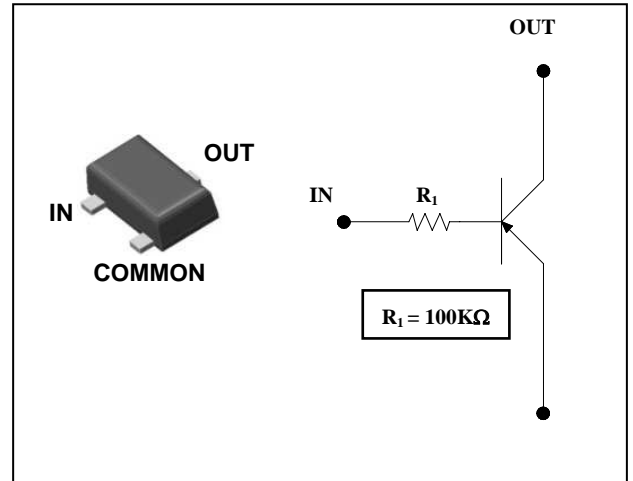 OUT
OUT
IN
IN
R₁
COMMON
R₁ = 100KΩ